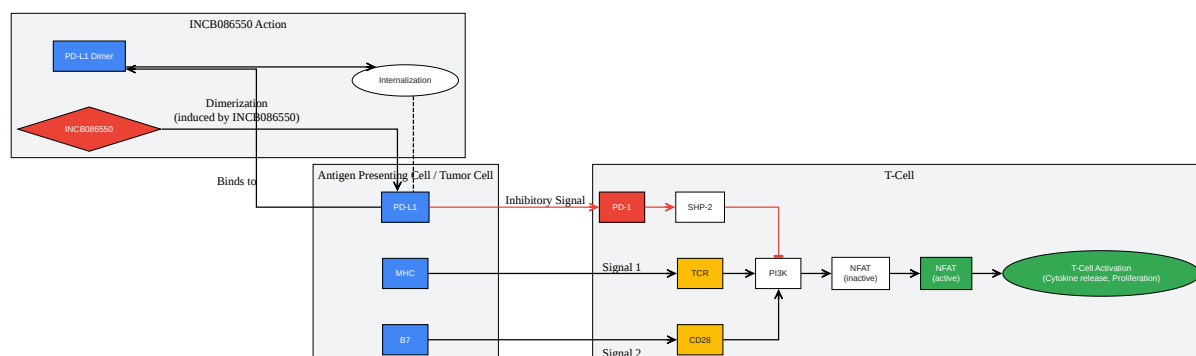 INCB086550 Action
PD-L1 Dimer
Internalization
Dimerization
(induced by INCB086550)
INCB086550
Binds to
Antigen Presenting Cell / Tumor Cell
PD-L1
MHC
B7
Inhibitory Signal
Signal 1
Signal 2
T-Cell
PD-1
SHP-2
TCR
PI3K
NFAT
(inactive)
NFAT
(active)
T-Cell Activation
(Cytokine release, Proliferation)
CD28